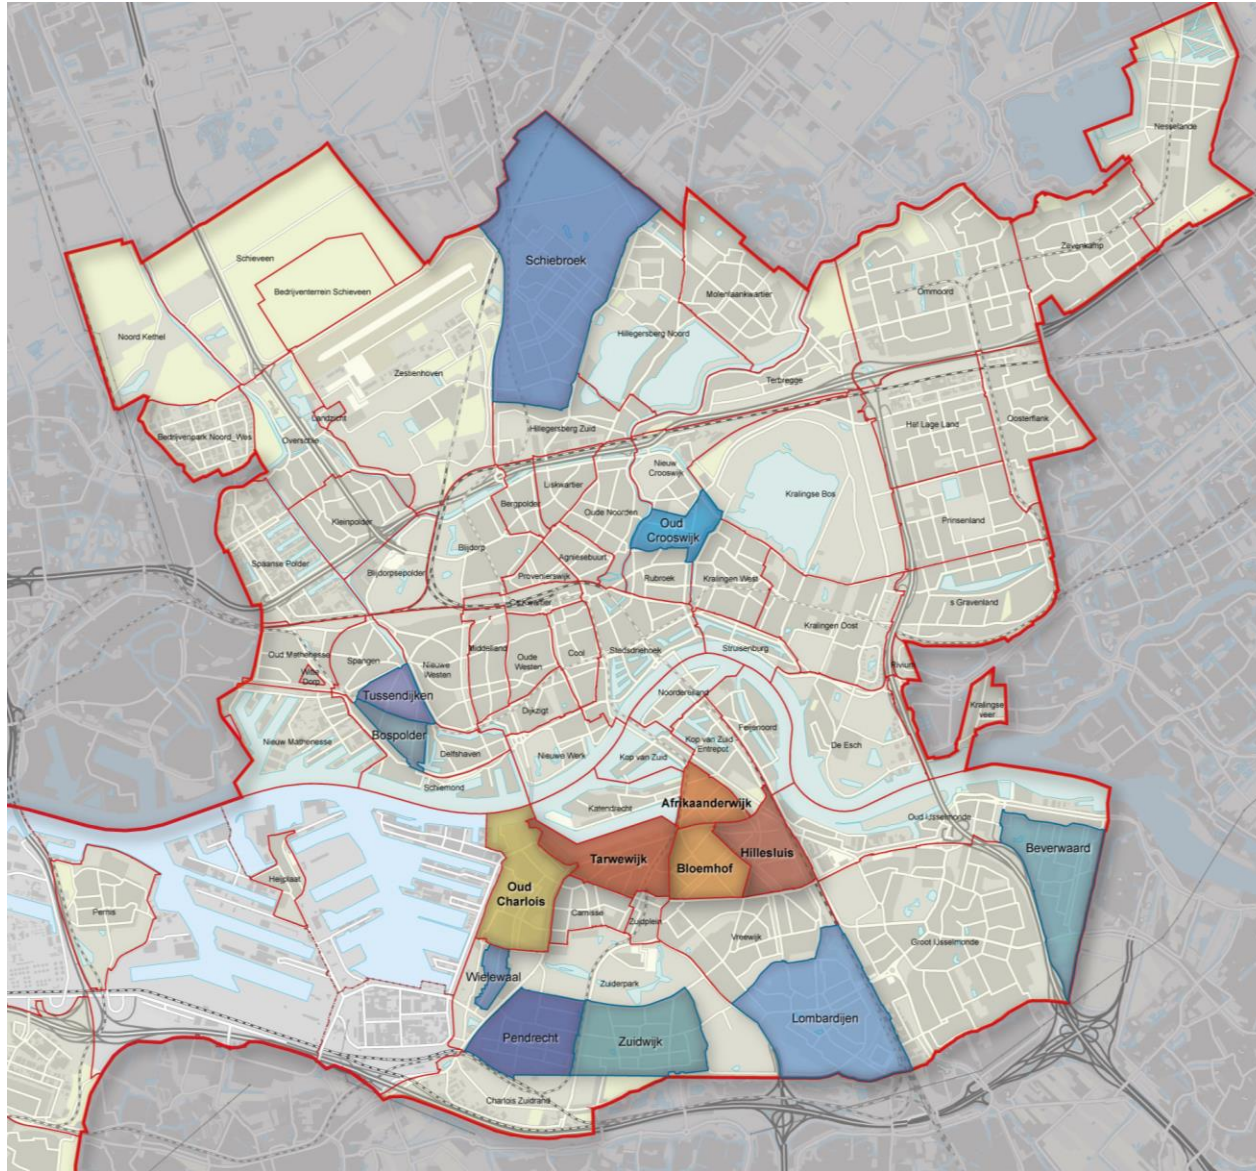 Nesselande
Zevenkamp
Schieveen
Schiebroek
Bedrijventerrein Schieveen
Ommoord
Molenlaankwartier
Noord Kethel
Hillegersberg Noord
Zestienhoven
Terbregge
Landzicht
Oosterflank
Hillegersberg Zuid
Het Lage Land
Bedrijvenpark Noord_Wes
Overschie
Nieuw
Crooswijk
Liskwartier
Kralingse Bos
Bergpolder
Oude Noorden
Kleinpolder
Prinsenland
Oud
Crooswijk
Blijdorp
Agniesebuurt
Spaanse Polder
Blijdorpsepolder
Provenierswijk
Rubroek
Kralingen West
s Gravenland
Kralingen Oost
Oud Mathenesse
Spangen
Middelland
Cool
Stadsdriehoek
Struisenburg
Nieuwe
Westen
Oude
Westen
Rivium
Witte
Dorp
Tussendijken
Noordereiland
Kralingse
veer
Dijkzigt
Bospolder
Feijenoord
Nieuw Mathenesse
Kop van Zuid
Entrepot
De Esch
Delfshaven
Nieuwe Werk
Kop van Zuid
Schiemond
Afrikaanderwijk
Katendrecht
Oud IJsselmonde
Beverwaard
Tarwewijk
Hillesluis
Bloemhof
Heijplaat
Oud
Charlois
Pernis
Carnisse
Zuidplein
Vreewijk
Groot IJsselmonde
Wielewaal
Zuiderpark
Lombardijen
Pendrecht
Zuidwijk
Charlois Zuidrand